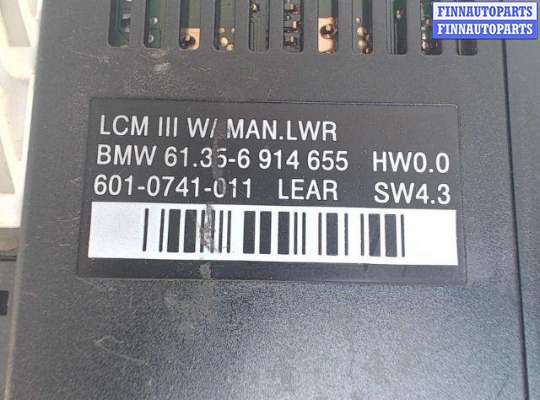 FINNAUTOPARTS
FINNAUTOPARTS
LCM III W/ MAN.LWR
BMW 61.35-6 914 655 HW0.0
601-0741-011 LEAR SW4.3